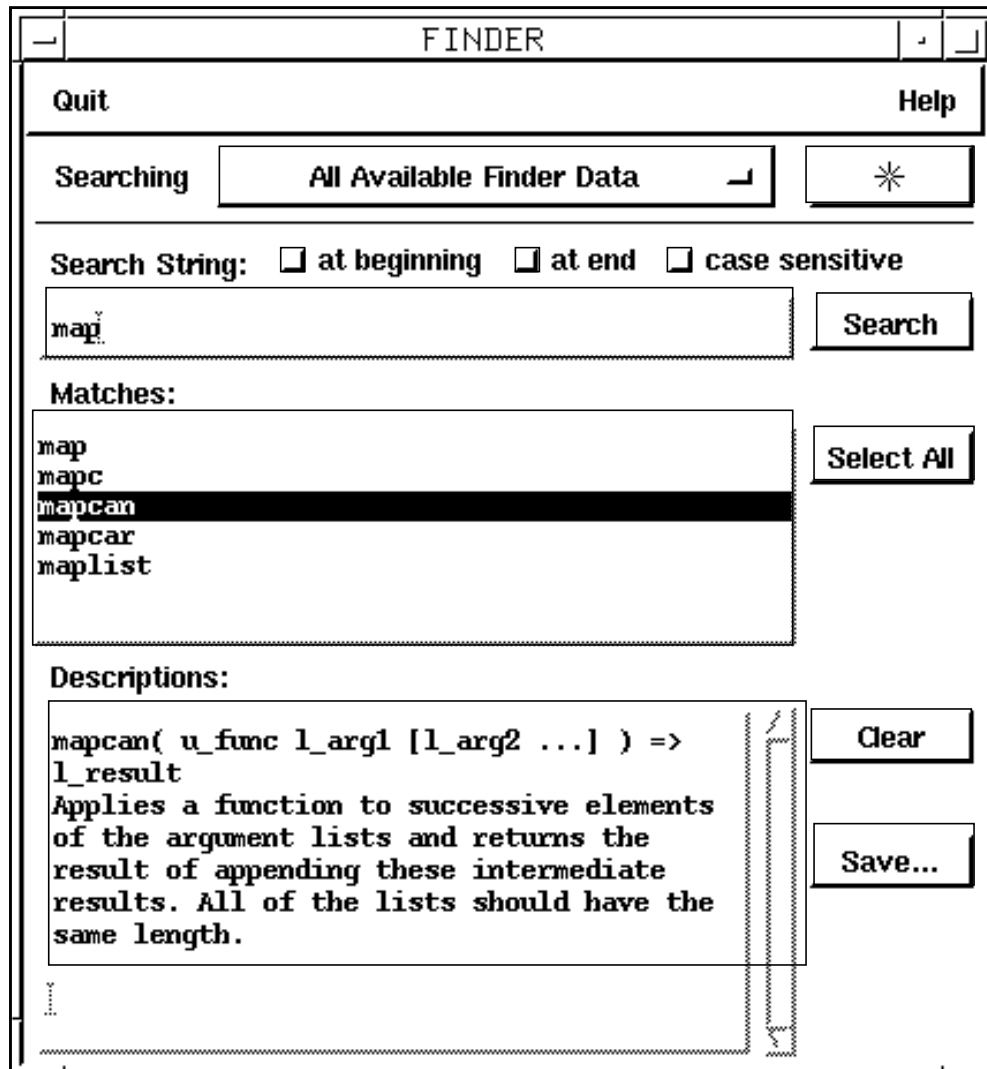 FINDER
Quit Help
Searching All Available Finder Data
Search String: at beginning at end case sensitive
map Search
Matches:
map
mapc Select All
mapcan
mapcar
maplist
Descriptions:
mapcan( u_func l_arg1 [l_arg2 ...] ) => Clear
l_result
Applies a function to successive elements
of the argument lists and returns the
result of appending these intermediate Save...
results. All of the lists should have the
same length.